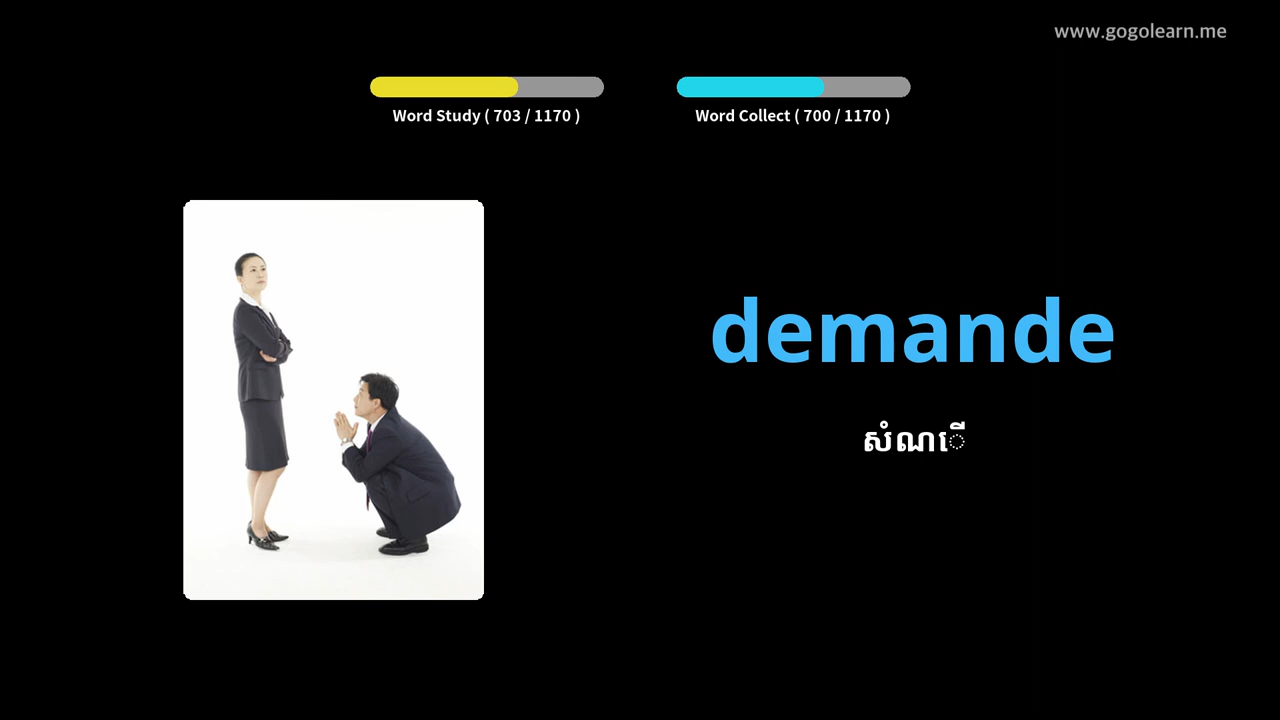 www.gogolearn.me
Word Study ( 703 / 1170 )
Word Collect ( 700 / 1170 )
demande
សំណើ